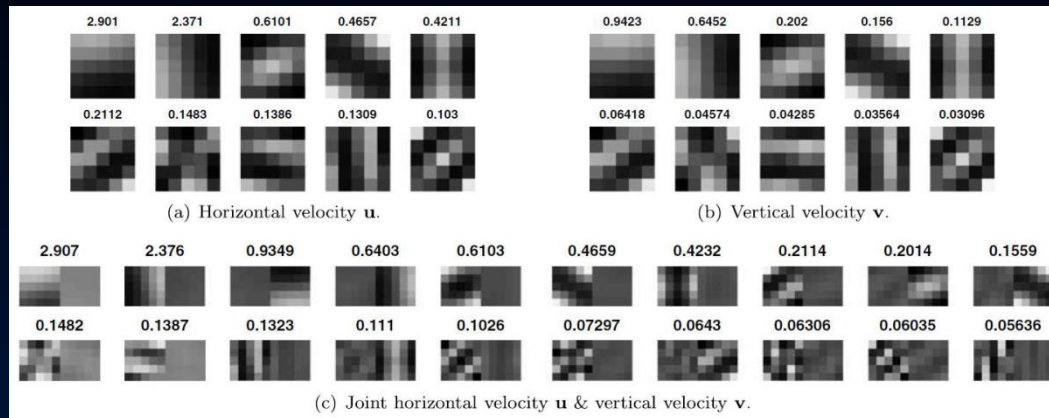 2.901 2.371 0.6101 0.4657 0.4211
0.2112 0.1483 0.1386 0.1309 0.103
(a) Horizontal velocity u.
0.9423 0.6452 0.202 0.156 0.1129
0.06418 0.04574 0.04285 0.03564 0.03096
(b) Vertical velocity v.
2.907 2.376 0.9349 0.6403 0.6103 0.4659 0.4232 0.2114 0.2014 0.1559
0.1482 0.1387 0.1323 0.111 0.1026 0.07297 0.0643 0.06306 0.06035 0.05636
(c) Joint horizontal velocity u & vertical velocity v.